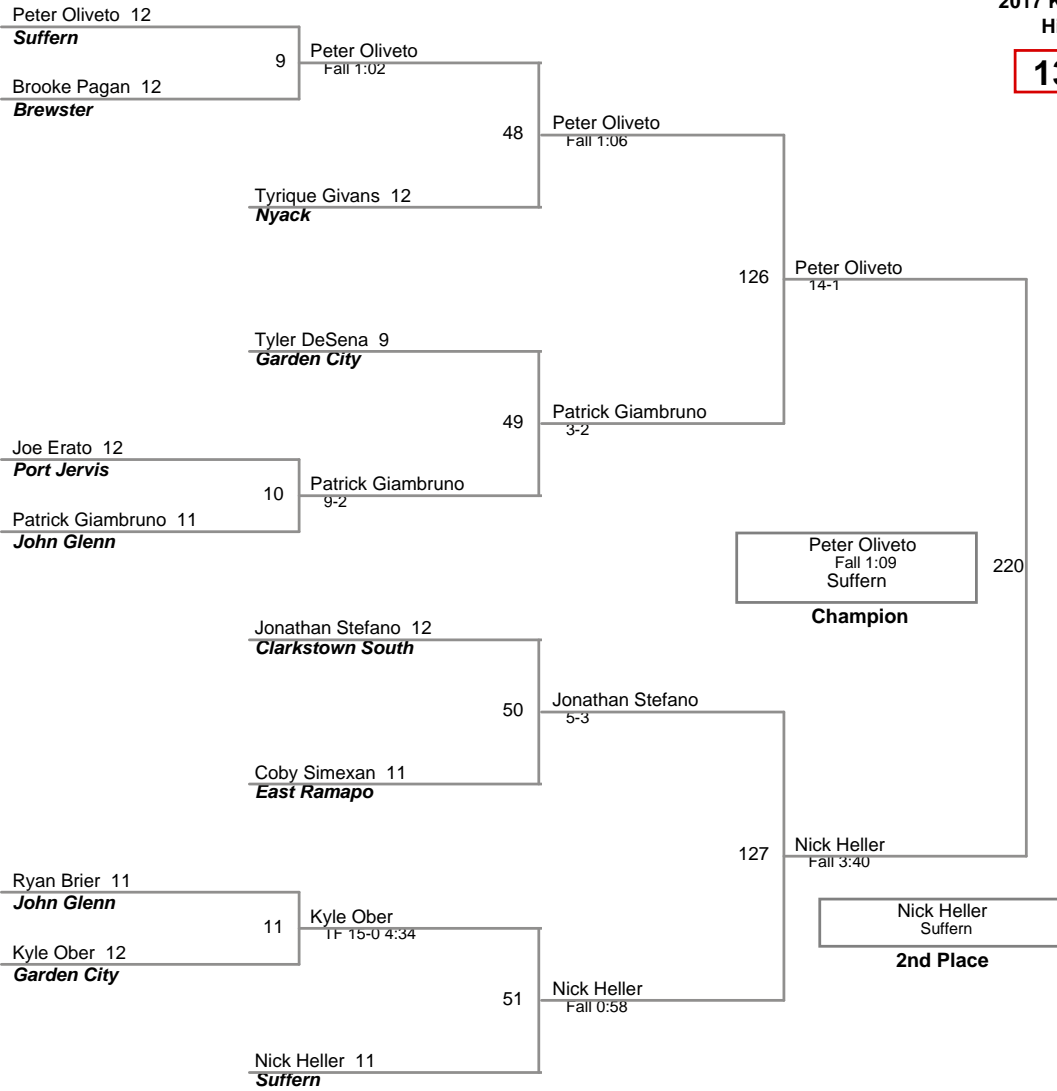 2017 K
Hi
13
Peter Oliveto 12
Suffern
9
Peter Oliveto
Fall 1:02
Brooke Pagan 12
Brewster
48
Peter Oliveto
Fall 1:06
Tyrique Givans 12
Nyack
126
Peter Oliveto
14-1
Tyler DeSena 9
Garden City
49
Patrick Giambruno
3-2
Joe Erato 12
Port Jervis
10
Patrick Giambruno
9-2
Patrick Giambruno 11
John Glenn
Peter Oliveto
Fall 1:09
Suffern
220
Champion
Jonathan Stefano 12
Clarkstown South
50
Jonathan Stefano
5-3
Coby Simexan 11
East Ramapo
127
Nick Heller
Fall 3:40
Ryan Brier 11
John Glenn
11
Kyle Ober
TF 15-0 4:34
Kyle Ober 12
Garden City
Nick Heller
Suffern
2nd Place
51
Nick Heller
Fall 0:58
Nick Heller 11
Suffern